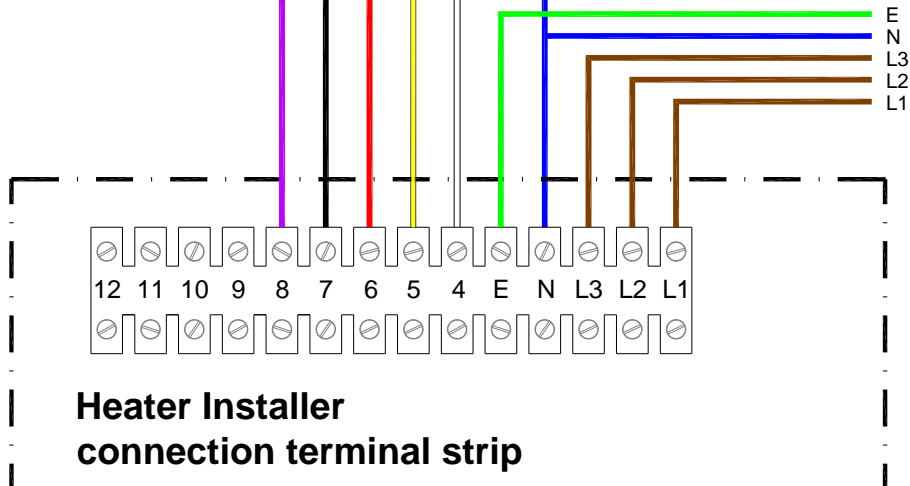 E
N
L3
L2
L1
12 11 10 9 8 7 6 5 4 E N L3 L2 L1
Heater Installer
connection terminal strip